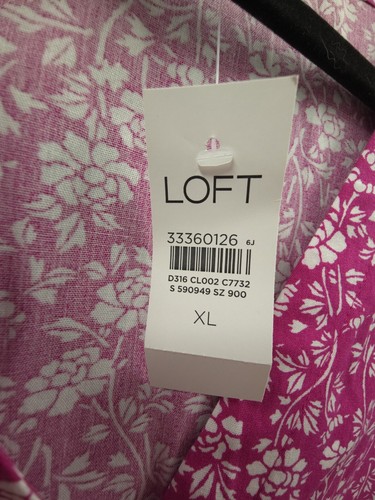 LOFT
33360126 6J
D316 CL002 C7732
S 590949 SZ 900
XL